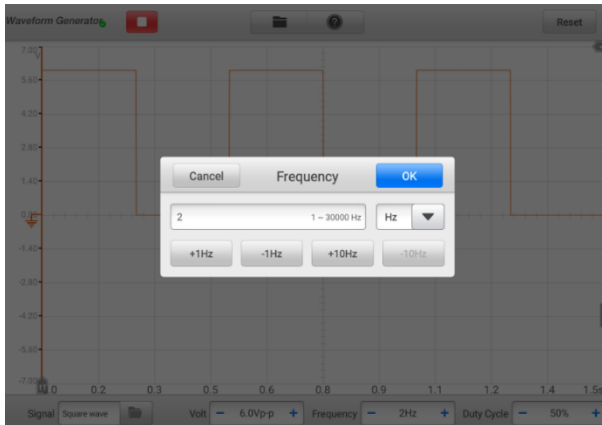 Waveform Generator
Reset
7.00
V
5.60
4.20
2.80
1.40
0.0
-1.40
-2.80
-4.20
-5.60
-7.00
Cancel Frequency OK
2 1 ~ 30000 Hz Hz
+1Hz -1Hz +10Hz -10Hz
0.0 0.2 0.3 0.5 0.6 0.8 0.9 1.1 1.2 1.4 1.5s
Signal Square wave Volt − 6.0Vp-p + Frequency − 2Hz + Duty Cycle − 50% +